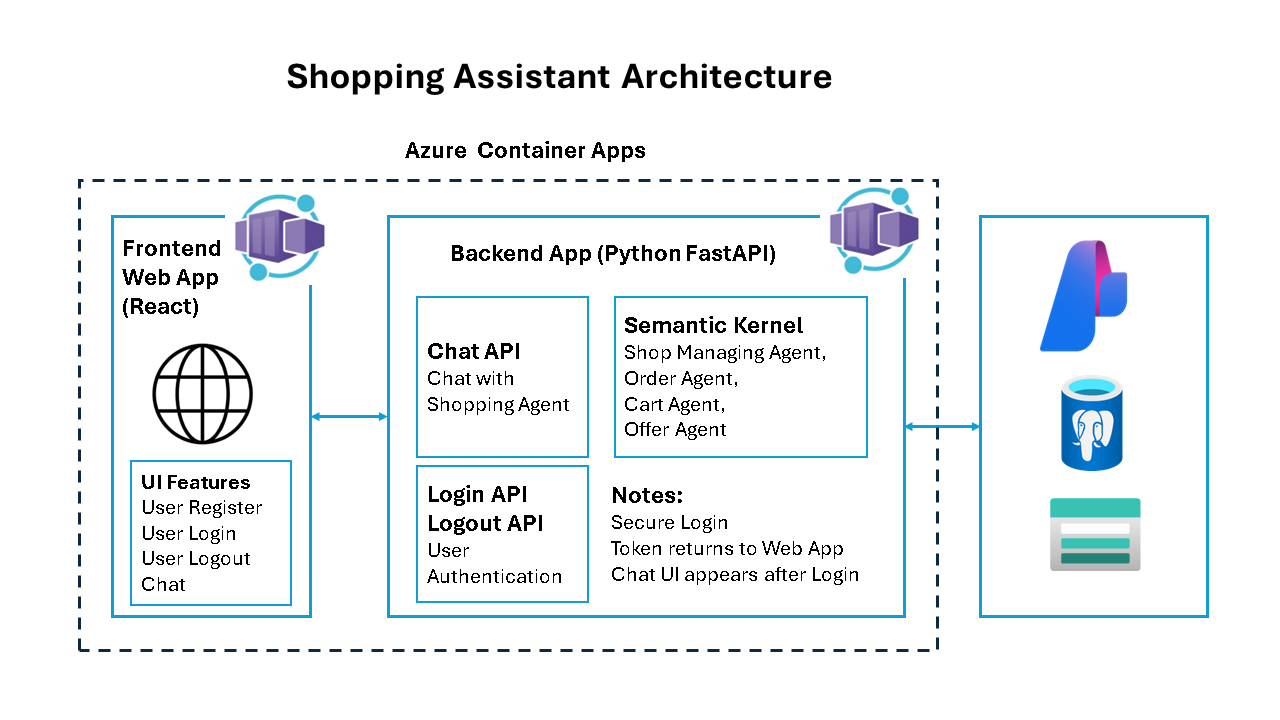 Shopping Assistant Architecture
Azure Container Apps
Frontend
Web App
(React)
UI Features
User Register
User Login
User Logout
Chat
Backend App (Python FastAPI)
Chat API
Chat with
Shopping Agent
Semantic Kernel
Shop Managing Agent,
Order Agent,
Cart Agent,
Offer Agent
Login API
Logout API
User
Authentication
Notes:
Secure Login
Token returns to Web App
Chat UI appears after Login